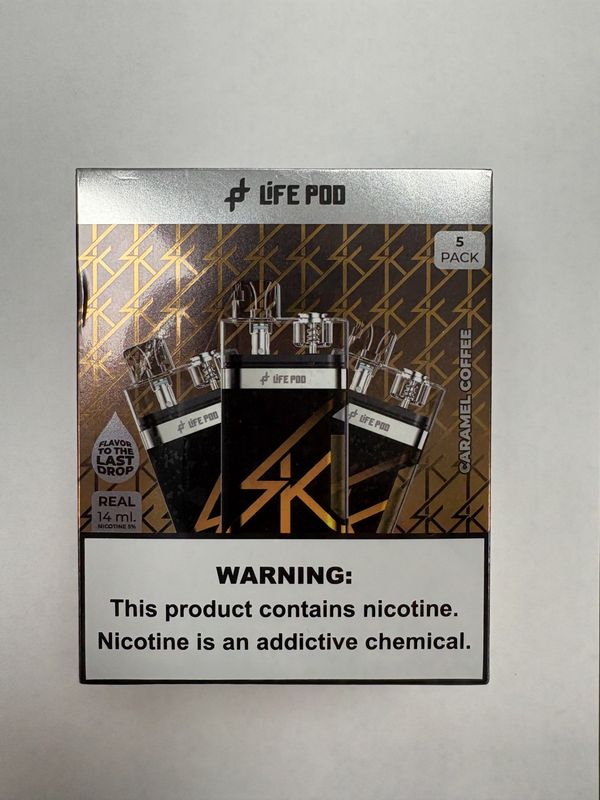 LIFE POD
5
PACK
CARAMEL COFFEE
LIFE POD
LIFE POD
LIFE POD
SK
FLAVOR
TO THE
LAST
DROP
REAL
14 ml.
NICOTINE 5%
WARNING:
This product contains nicotine.
Nicotine is an addictive chemical.